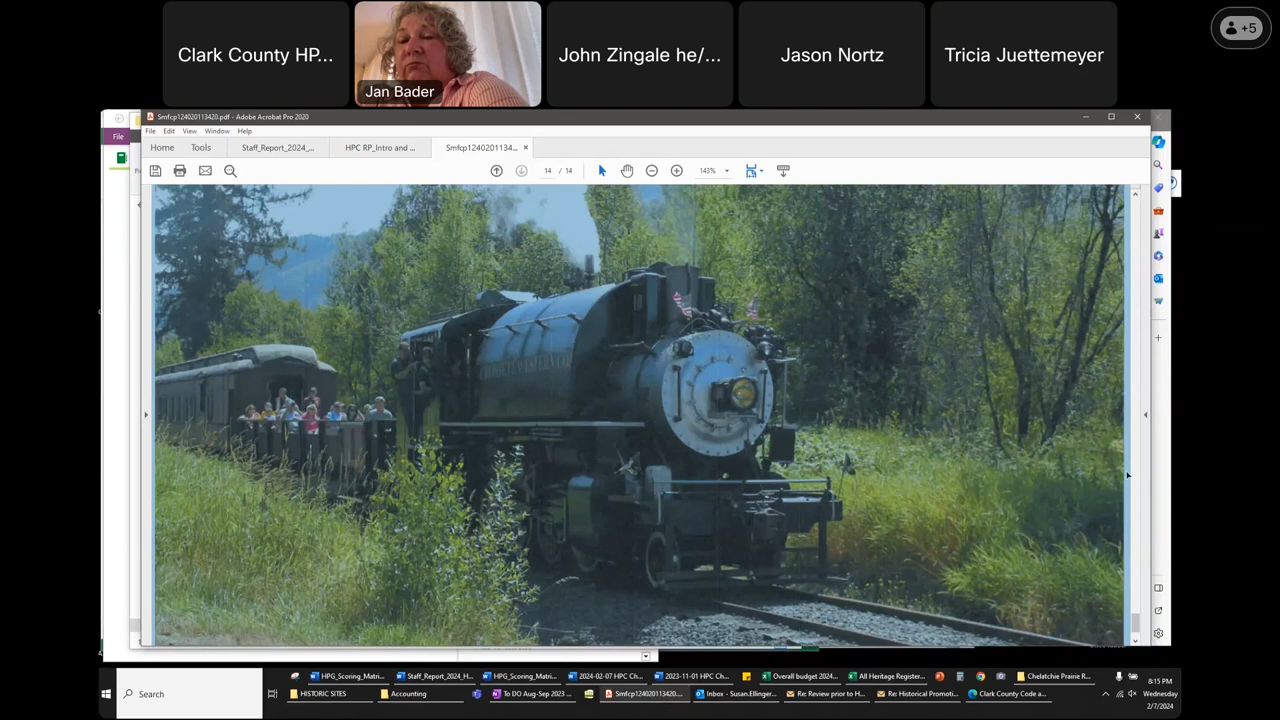 Clark County HP...
Jan Bader
John Zingale he/...
Jason Nortz
Tricia Juettemeyer
+5
File
Smfcp124020113420.pdf - Adobe Acrobat Pro 2020
File Edit View Window Help
Home Tools Staff_Report_2024_... HPC RP_Intro and ... Smfcp1240201134... ×
14 / 14 143%
HPG_Scoring_Matri... Staff_Report_2024_H... HPG_Scoring_Matri... 2024-02-07 HPC Ch... 2023-11-01 HPC Ch... Overall budget 2024... All Heritage Register... Chelatchie Prairie R...
Search
HISTORIC SITES Accounting To DO Aug-Sep 2023 ... Smfcp124020113420.... Inbox - Susan.Ellinger... Re: Review prior to H... Re: Historical Promoti... Clark County Code a...
8:15 PM
Wednesday
2/7/2024